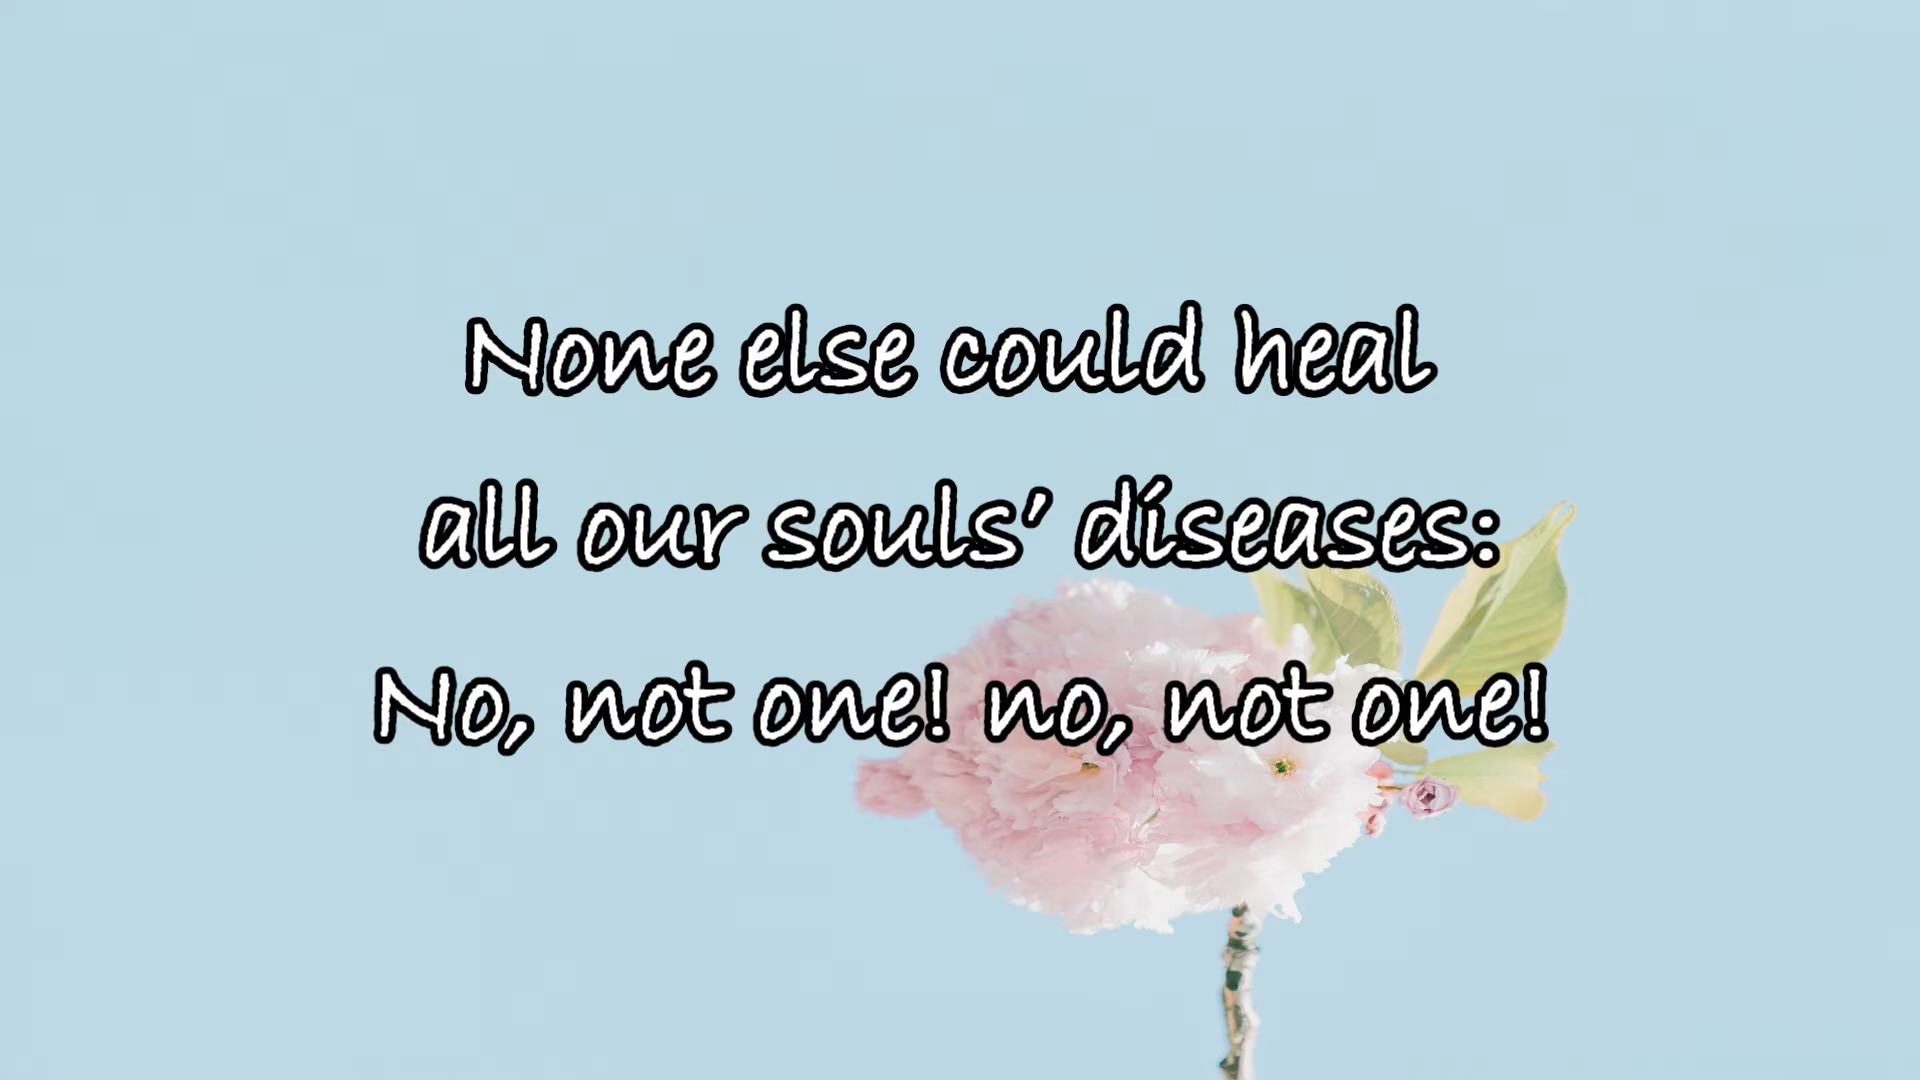 None else could heal
all our souls’ diseases:
No, not one! no, not one!